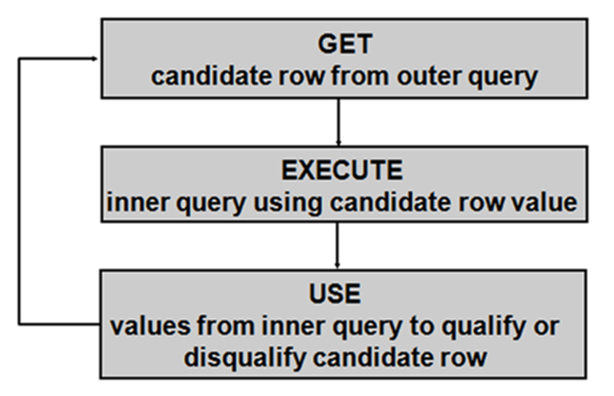 GET
candidate row from outer query
EXECUTE
inner query using candidate row value
USE
values from inner query to qualify or
disqualify candidate row